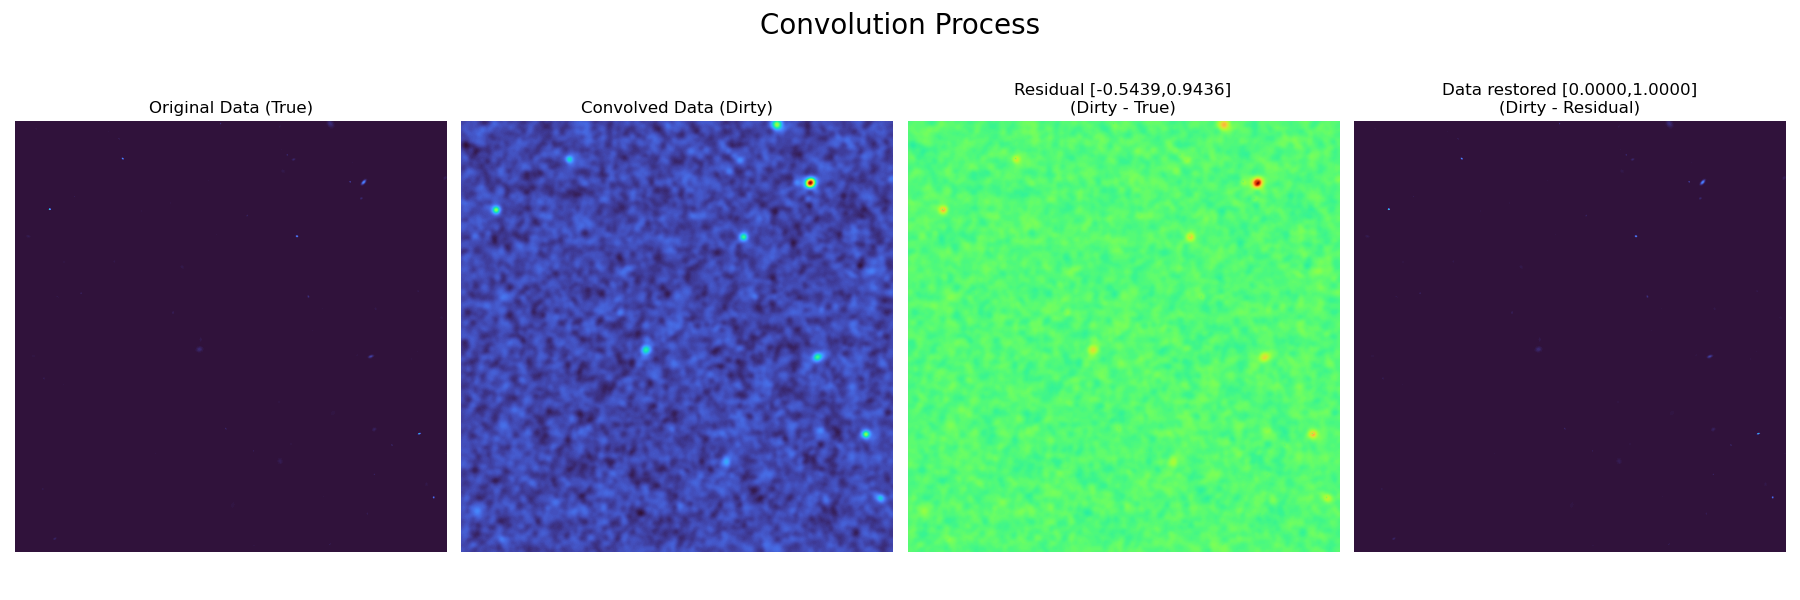 Convolution Process
Original Data (True)
Convolved Data (Dirty)
Residual [-0.5439,0.9436]
(Dirty - True)
Data restored [0.0000,1.0000]
(Dirty - Residual)